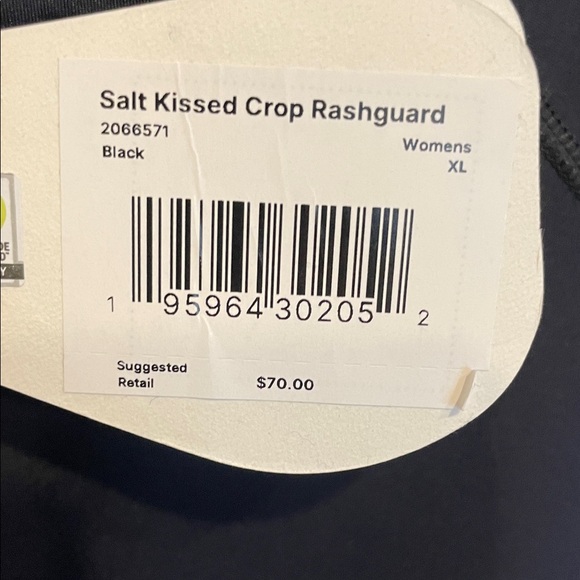 Salt Kissed Crop Rashguard
2066571
Womens
Black
XL
1 95964 30205 2
Suggested
Retail $70.00